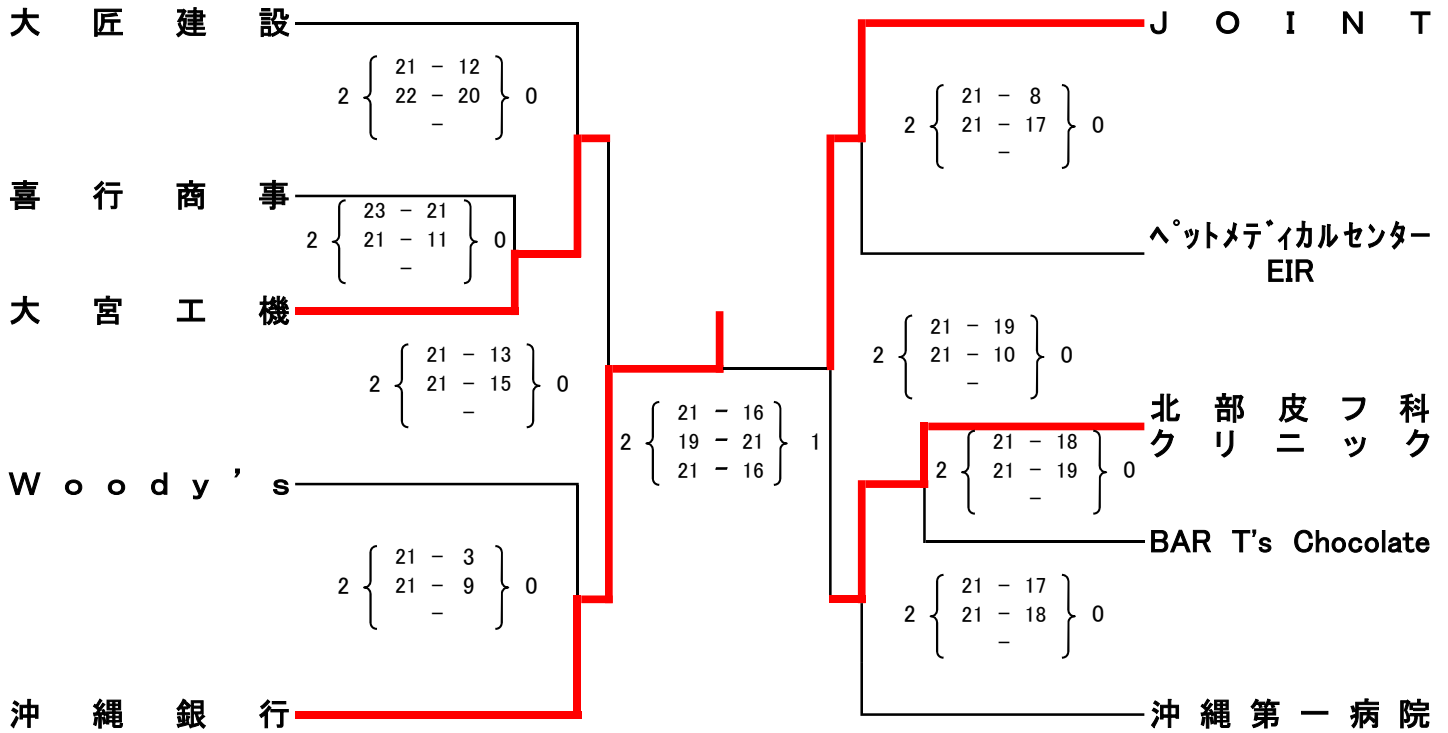 大匠建設
21 - 12
2 22 - 20 0
-
喜行商事
23 - 21
2 21 - 11 0
-
大宮工機
21 - 13
2 21 - 15 0
-
Ｗｏｏｄｙ’ｓ
21 - 3
2 21 - 9 0
-
沖縄銀行
21 - 16
2 19 - 21 1
21 - 16
ＪＯＩＮＴ
21 - 8
2 21 - 17 0
-
ﾍﾟｯﾄﾒﾃﾞｨｶﾙｾﾝﾀｰ
EIR
21 - 19
2 21 - 10 0
-
北部皮フ科
クリニック
21 - 18
2 21 - 19 0
-
BAR T's Chocolate
21 - 17
2 21 - 18 0
-
沖縄第一病院